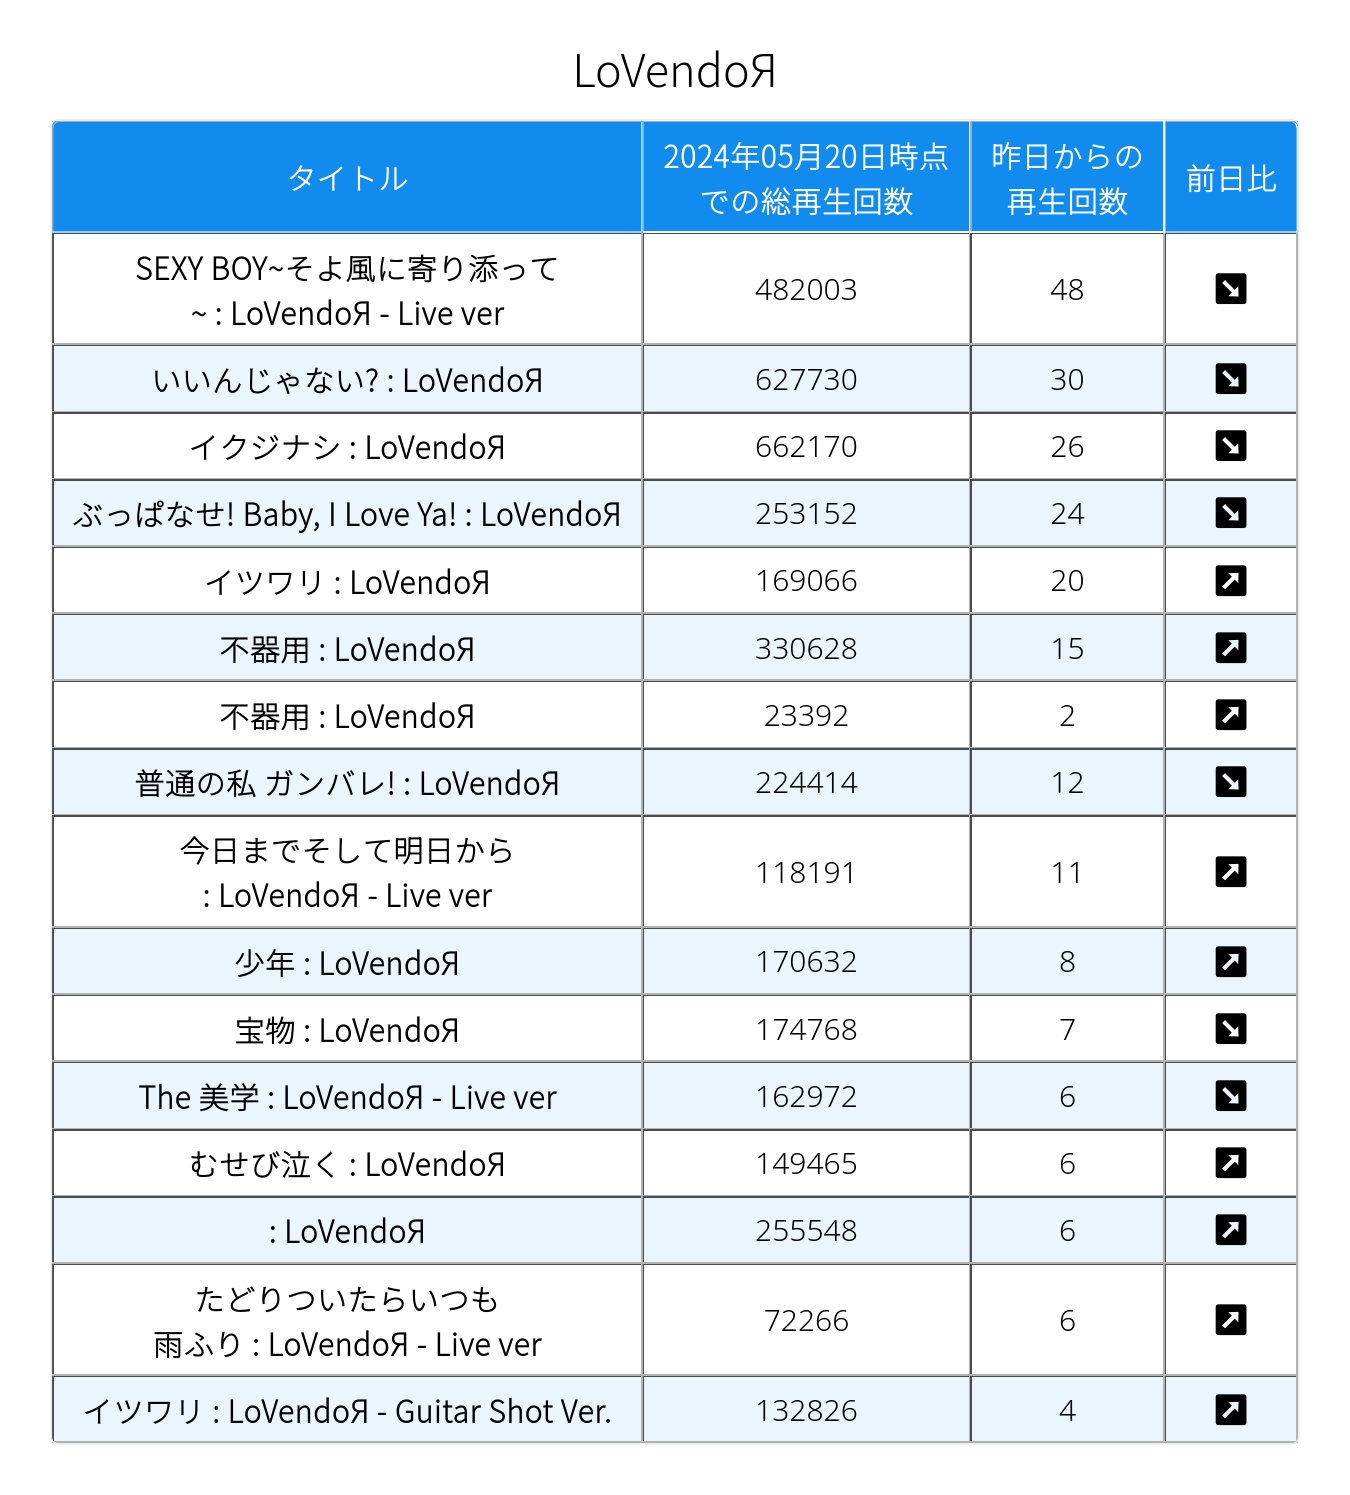 LoVendoЯ
タイトル
2024年05月20日時点
での総再生回数
昨日からの
再生回数
前日比
SEXY BOY~そよ風に寄り添って
~ : LoVendoЯ - Live ver
482003
48
いいんじゃない? : LoVendoЯ
627730
30
イクジナシ : LoVendoЯ
662170
26
ぶっぱなせ! Baby, I Love Ya! : LoVendoЯ
253152
24
イツワリ : LoVendoЯ
169066
20
不器用 : LoVendoЯ
330628
15
不器用 : LoVendoЯ
23392
2
普通の私 ガンバレ! : LoVendoЯ
224414
12
今日までそして明日から
: LoVendoЯ - Live ver
118191
11
少年 : LoVendoЯ
170632
8
宝物 : LoVendoЯ
174768
7
The 美学 : LoVendoЯ - Live ver
162972
6
むせび泣く : LoVendoЯ
149465
6
: LoVendoЯ
255548
6
たどりついたらいつも
雨ふり : LoVendoЯ - Live ver
72266
6
イツワリ : LoVendoЯ - Guitar Shot Ver.
132826
4